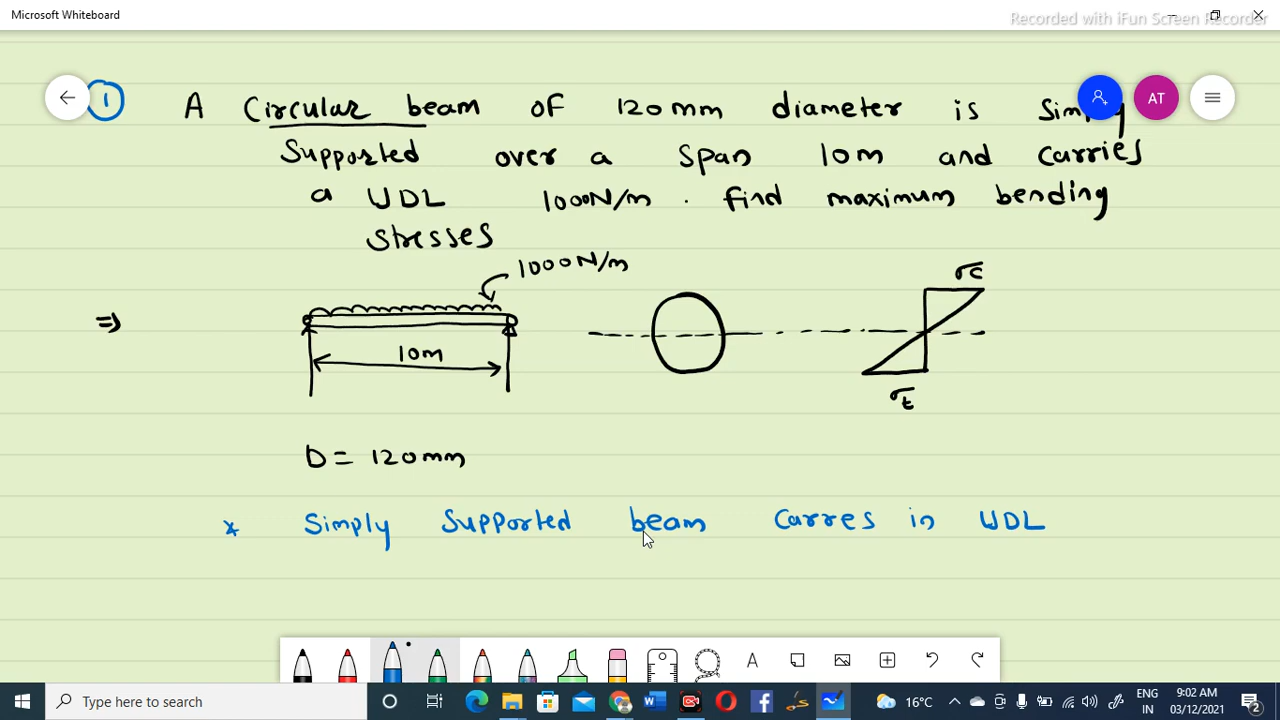 Microsoft Whiteboard
Recorded with iFun Screen Recorder
1 A Circular beam of 120mm diameter is Simply
AT
Supported over a span 10m and carries
a UDL 1000N/m . find maximum bending
stresses
1000N/m
σc
⇒
10m
σt
D = 120mm
* Simply Supported beam Carres in UDL
A
Type here to search
16°C
ENG
IN
9:02 AM
03/12/2021
2